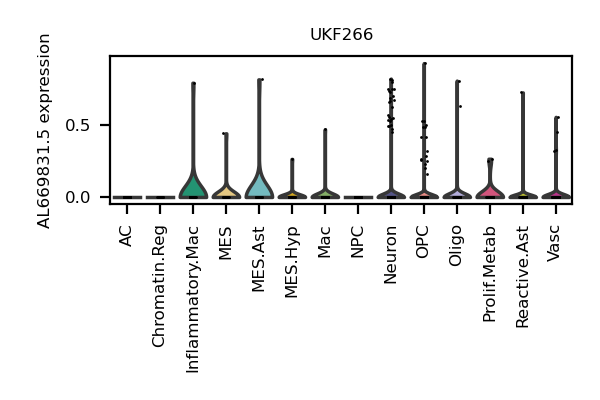 UKF266
AL669831.5 expression
0.5
0.0
AC
Chromatin.Reg
Inflammatory.Mac
MES
MES.Ast
MES.Hyp
Mac
NPC
Neuron
OPC
Oligo
Prolif.Metab
Reactive.Ast
Vasc